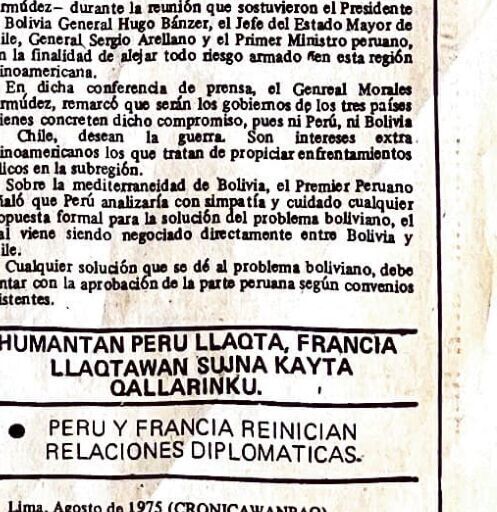 rmúdez– durante la reunión que sostuvieron el Presidente
Bolivia General Hugo Bánzer, el Jefe del Estado Mayor de
ile, General Sergio Arellano y el Primer Ministro peruano,
n la finalidad de alejar todo riesgo armado ñen esta región
inoamericana.
En dicha conferencia de prensa, el Genreal Morales
rmúdez, remarcó que serín los gobiernos de los tres países
ienes concreten dicho compromiso, pues ni Perú, ni Bolivia
Chile, desean la guerra. Son intereses extra
inoamericanos los que tratan de propiciar enfrentamientos
licos en la subregión.
Sobre la mediterraneidad de Bolivia, el Premier Peruano
ñaló que Perú analizaría con simpatía y cuidado cualquier
opuesta formal para la solución del problema boliviano, el
al viene siendo negociado directamente entre Bolivia y
ile.
Cualquier solución que se dé al problema boliviano, debe
ntar con la aprobación de la parte peruana según convenios
istentes.
HUMANTAN PERU LLAQTA, FRANCIA
LLAQTAWAN SUJNA KAYTA
QALLARINKU.
PERU Y FRANCIA REINICIAN
RELACIONES DIPLOMATICAS.
Lima, Agosto de 1975 (CRONICAWANPAQ)